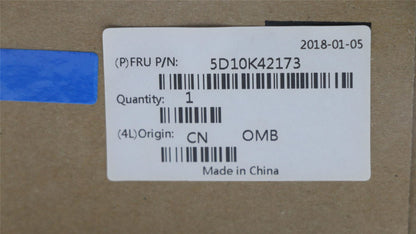 2018-01-05
(P)FRU P/N: 5D10K42173
Quantity: 1
(4L)Origin: CN OMB
Made in China